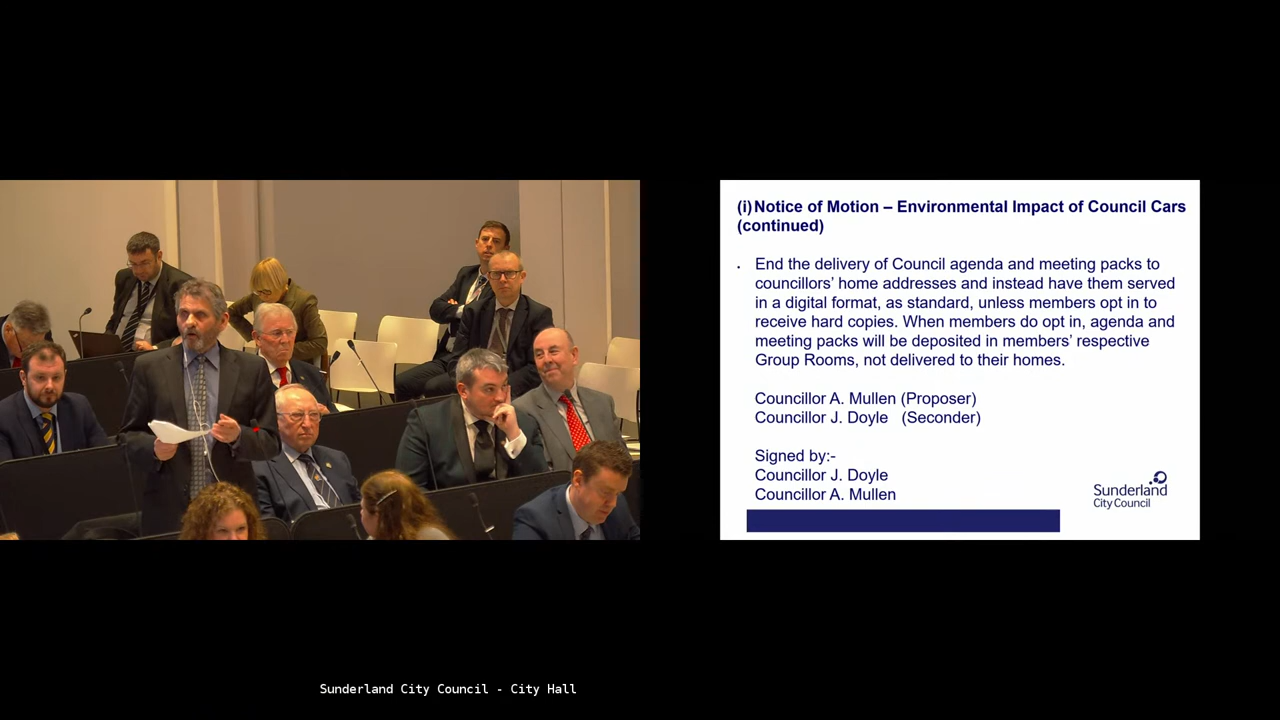 (i) Notice of Motion – Environmental Impact of Council Cars
(continued)
. End the delivery of Council agenda and meeting packs to
councillors' home addresses and instead have them served
in a digital format, as standard, unless members opt in to
receive hard copies. When members do opt in, agenda and
meeting packs will be deposited in members' respective
Group Rooms, not delivered to their homes.
Councillor A. Mullen (Proposer)
Councillor J. Doyle (Seconder)
Signed by:-
Councillor J. Doyle
Councillor A. Mullen
Sunderland
City Council
Sunderland City Council - City Hall